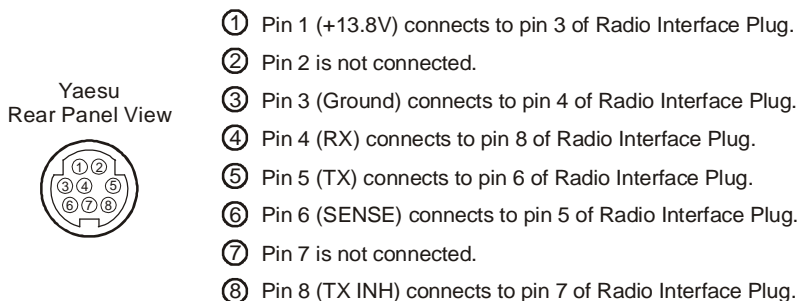 Yaesu
Rear Panel View
1 2
3 4 5
6 7 8
1 Pin 1 (+13.8V) connects to pin 3 of Radio Interface Plug.
2 Pin 2 is not connected.
3 Pin 3 (Ground) connects to pin 4 of Radio Interface Plug.
4 Pin 4 (RX) connects to pin 8 of Radio Interface Plug.
5 Pin 5 (TX) connects to pin 6 of Radio Interface Plug.
6 Pin 6 (SENSE) connects to pin 5 of Radio Interface Plug.
7 Pin 7 is not connected.
8 Pin 8 (TX INH) connects to pin 7 of Radio Interface Plug.